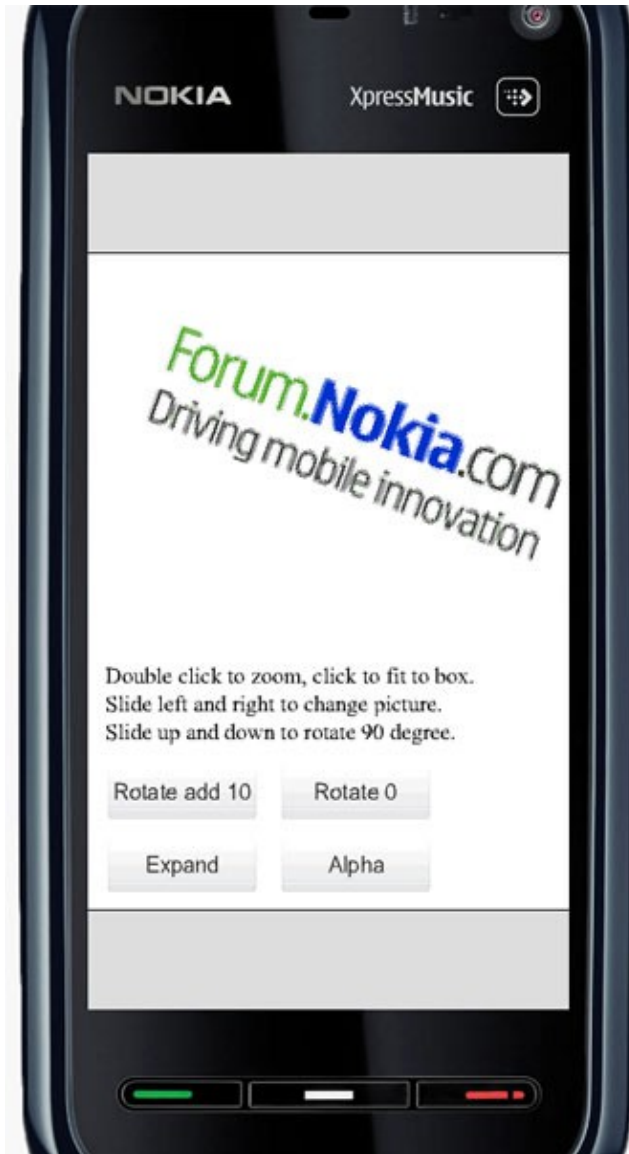 NOKIA XpressMusic
Forum.Nokia.com
Driving mobile innovation
Double click to zoom, click to fit to box.
Slide left and right to change picture.
Slide up and down to rotate 90 degree.
Rotate add 10 Rotate 0
Expand Alpha